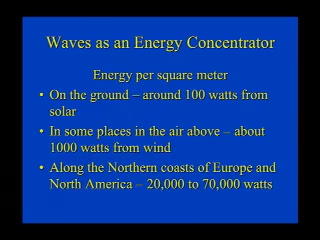 Waves as an Energy Concentrator
Energy per square meter
• On the ground – around 100 watts from
solar
• In some places in the air above – about
1000 watts from wind
• Along the Northern coasts of Europe and
North America – 20,000 to 70,000 watts